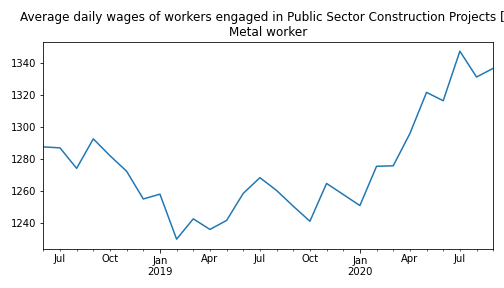 Average daily wages of workers engaged in Public Sector Construction Projects [
Metal worker
1340
1320
1300
1280
1260
1240
Jul Oct Jan Apr Jul Oct Jan Apr Jul
2019 2020